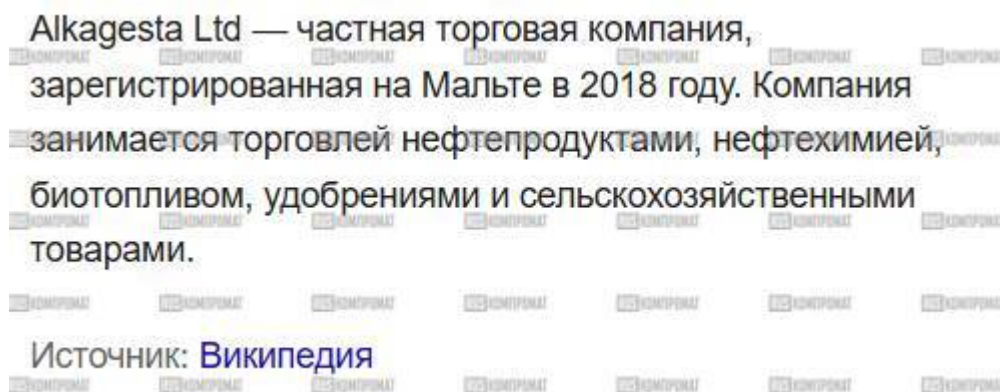 Alkagesta Ltd — частная торговая компания,
зарегистрированная на Мальте в 2018 году. Компания
занимается торговлей нефтепродуктами, нефтехимией,
биотопливом, удобрениями и сельскохозяйственными
товарами.
Источник: Википедия